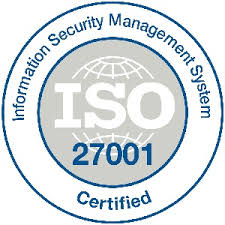 Information Security Management System
ISO
27001
Certified